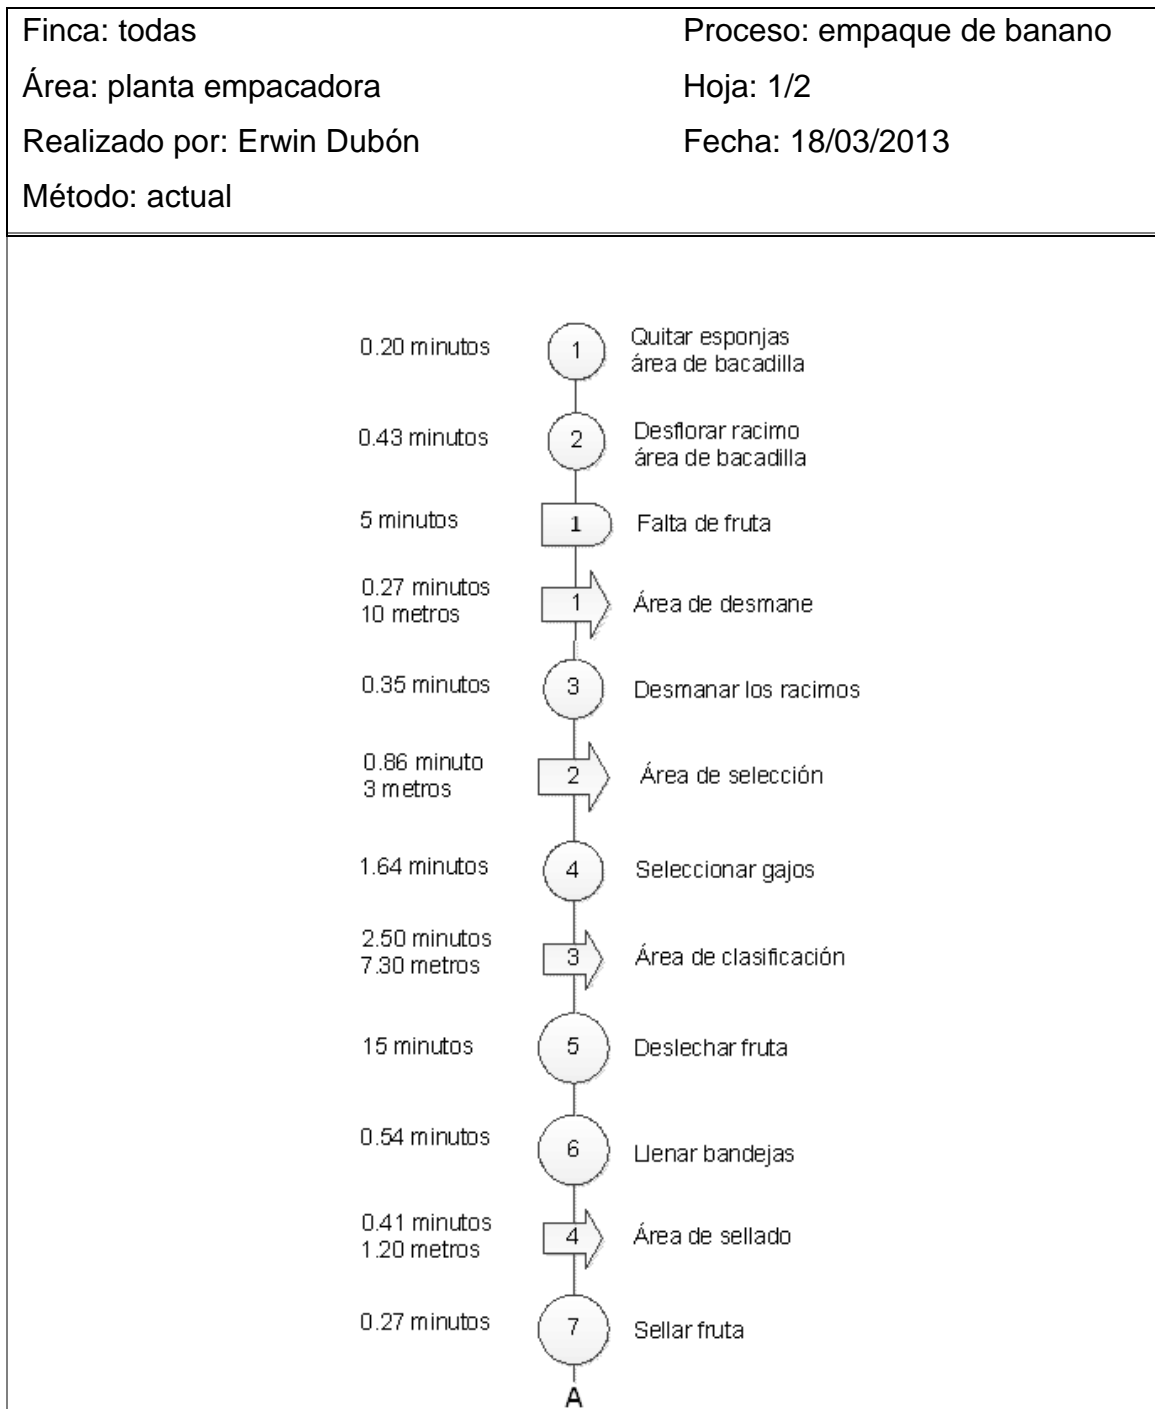 Finca: todas
Proceso: empaque de banano
Área: planta empacadora
Hoja: 1/2
Realizado por: Erwin Dubón
Fecha: 18/03/2013
Método: actual
0.20 minutos
1
Quitar esponjas
área de bacadilla
0.43 minutos
2
Desflorar racimo
área de bacadilla
5 minutos
1
Falta de fruta
0.27 minutos
10 metros
1
Área de desmane
0.35 minutos
3
Desmanar los racimos
0.86 minuto
3 metros
2
Área de selección
1.64 minutos
4
Seleccionar gajos
2.50 minutos
7.30 metros
3
Área de clasificación
15 minutos
5
Deslechar fruta
0.54 minutos
6
Llenar bandejas
0.41 minutos
1.20 metros
4
Área de sellado
0.27 minutos
7
Sellar fruta
A